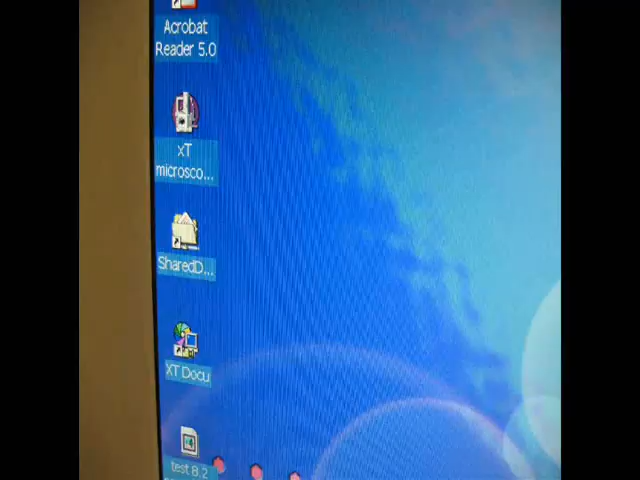 Acrobat
Reader 5.0
xT
microsco...
SharedD...
XT Docu
test 8.2